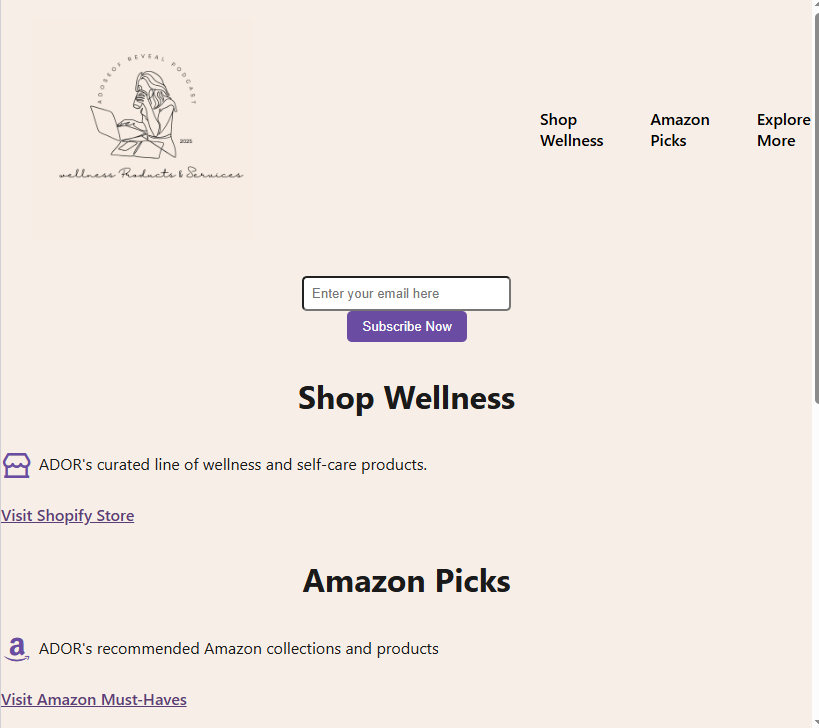 ADOSEOF REVEAL PODCAST
2025
wellness Products & Services
Shop
Wellness
Amazon
Picks
Explore
More
Enter your email here
Subscribe Now
Shop Wellness
ADOR's curated line of wellness and self-care products.
Visit Shopify Store
Amazon Picks
a
ADOR's recommended Amazon collections and products
Visit Amazon Must-Haves